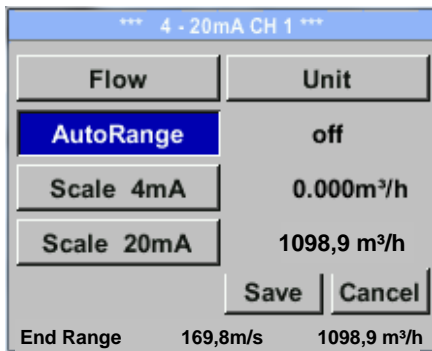 *** 4 - 20mA CH 1 ***
Flow Unit
AutoRange off
Scale 4mA 0.000m³/h
Scale 20mA 1098,9 m³/h
Save Cancel
End Range 169,8m/s 1098,9 m³/h